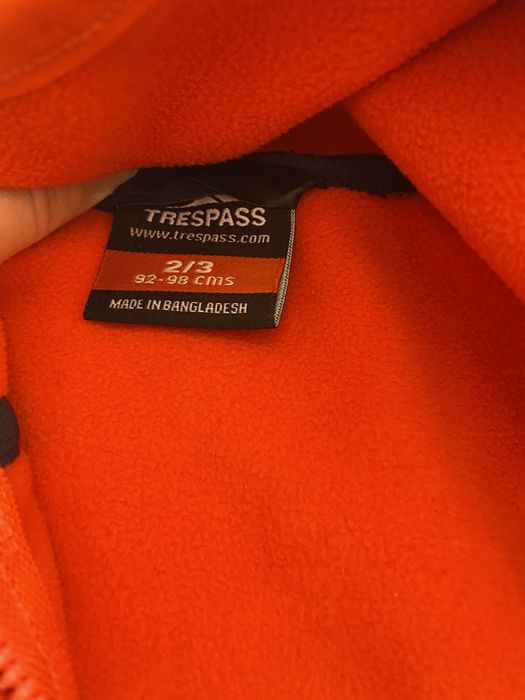 TRESPASS
www.trespass.com
2/3
92-98 cms
MADE IN BANGLADESH